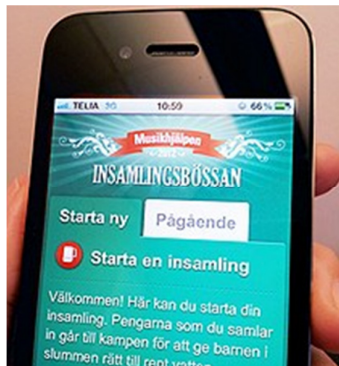 TELIA 3G 10:59 66 %
Musikhjälpen
2012
INSAMLINGSBÖSSAN
Starta ny Pågående
Starta en insamling
Välkommen! Här kan du starta din
insamling. Pengarna som du samlar
in går till kampen för att ge barnen i
slummen rätt till rent vatten